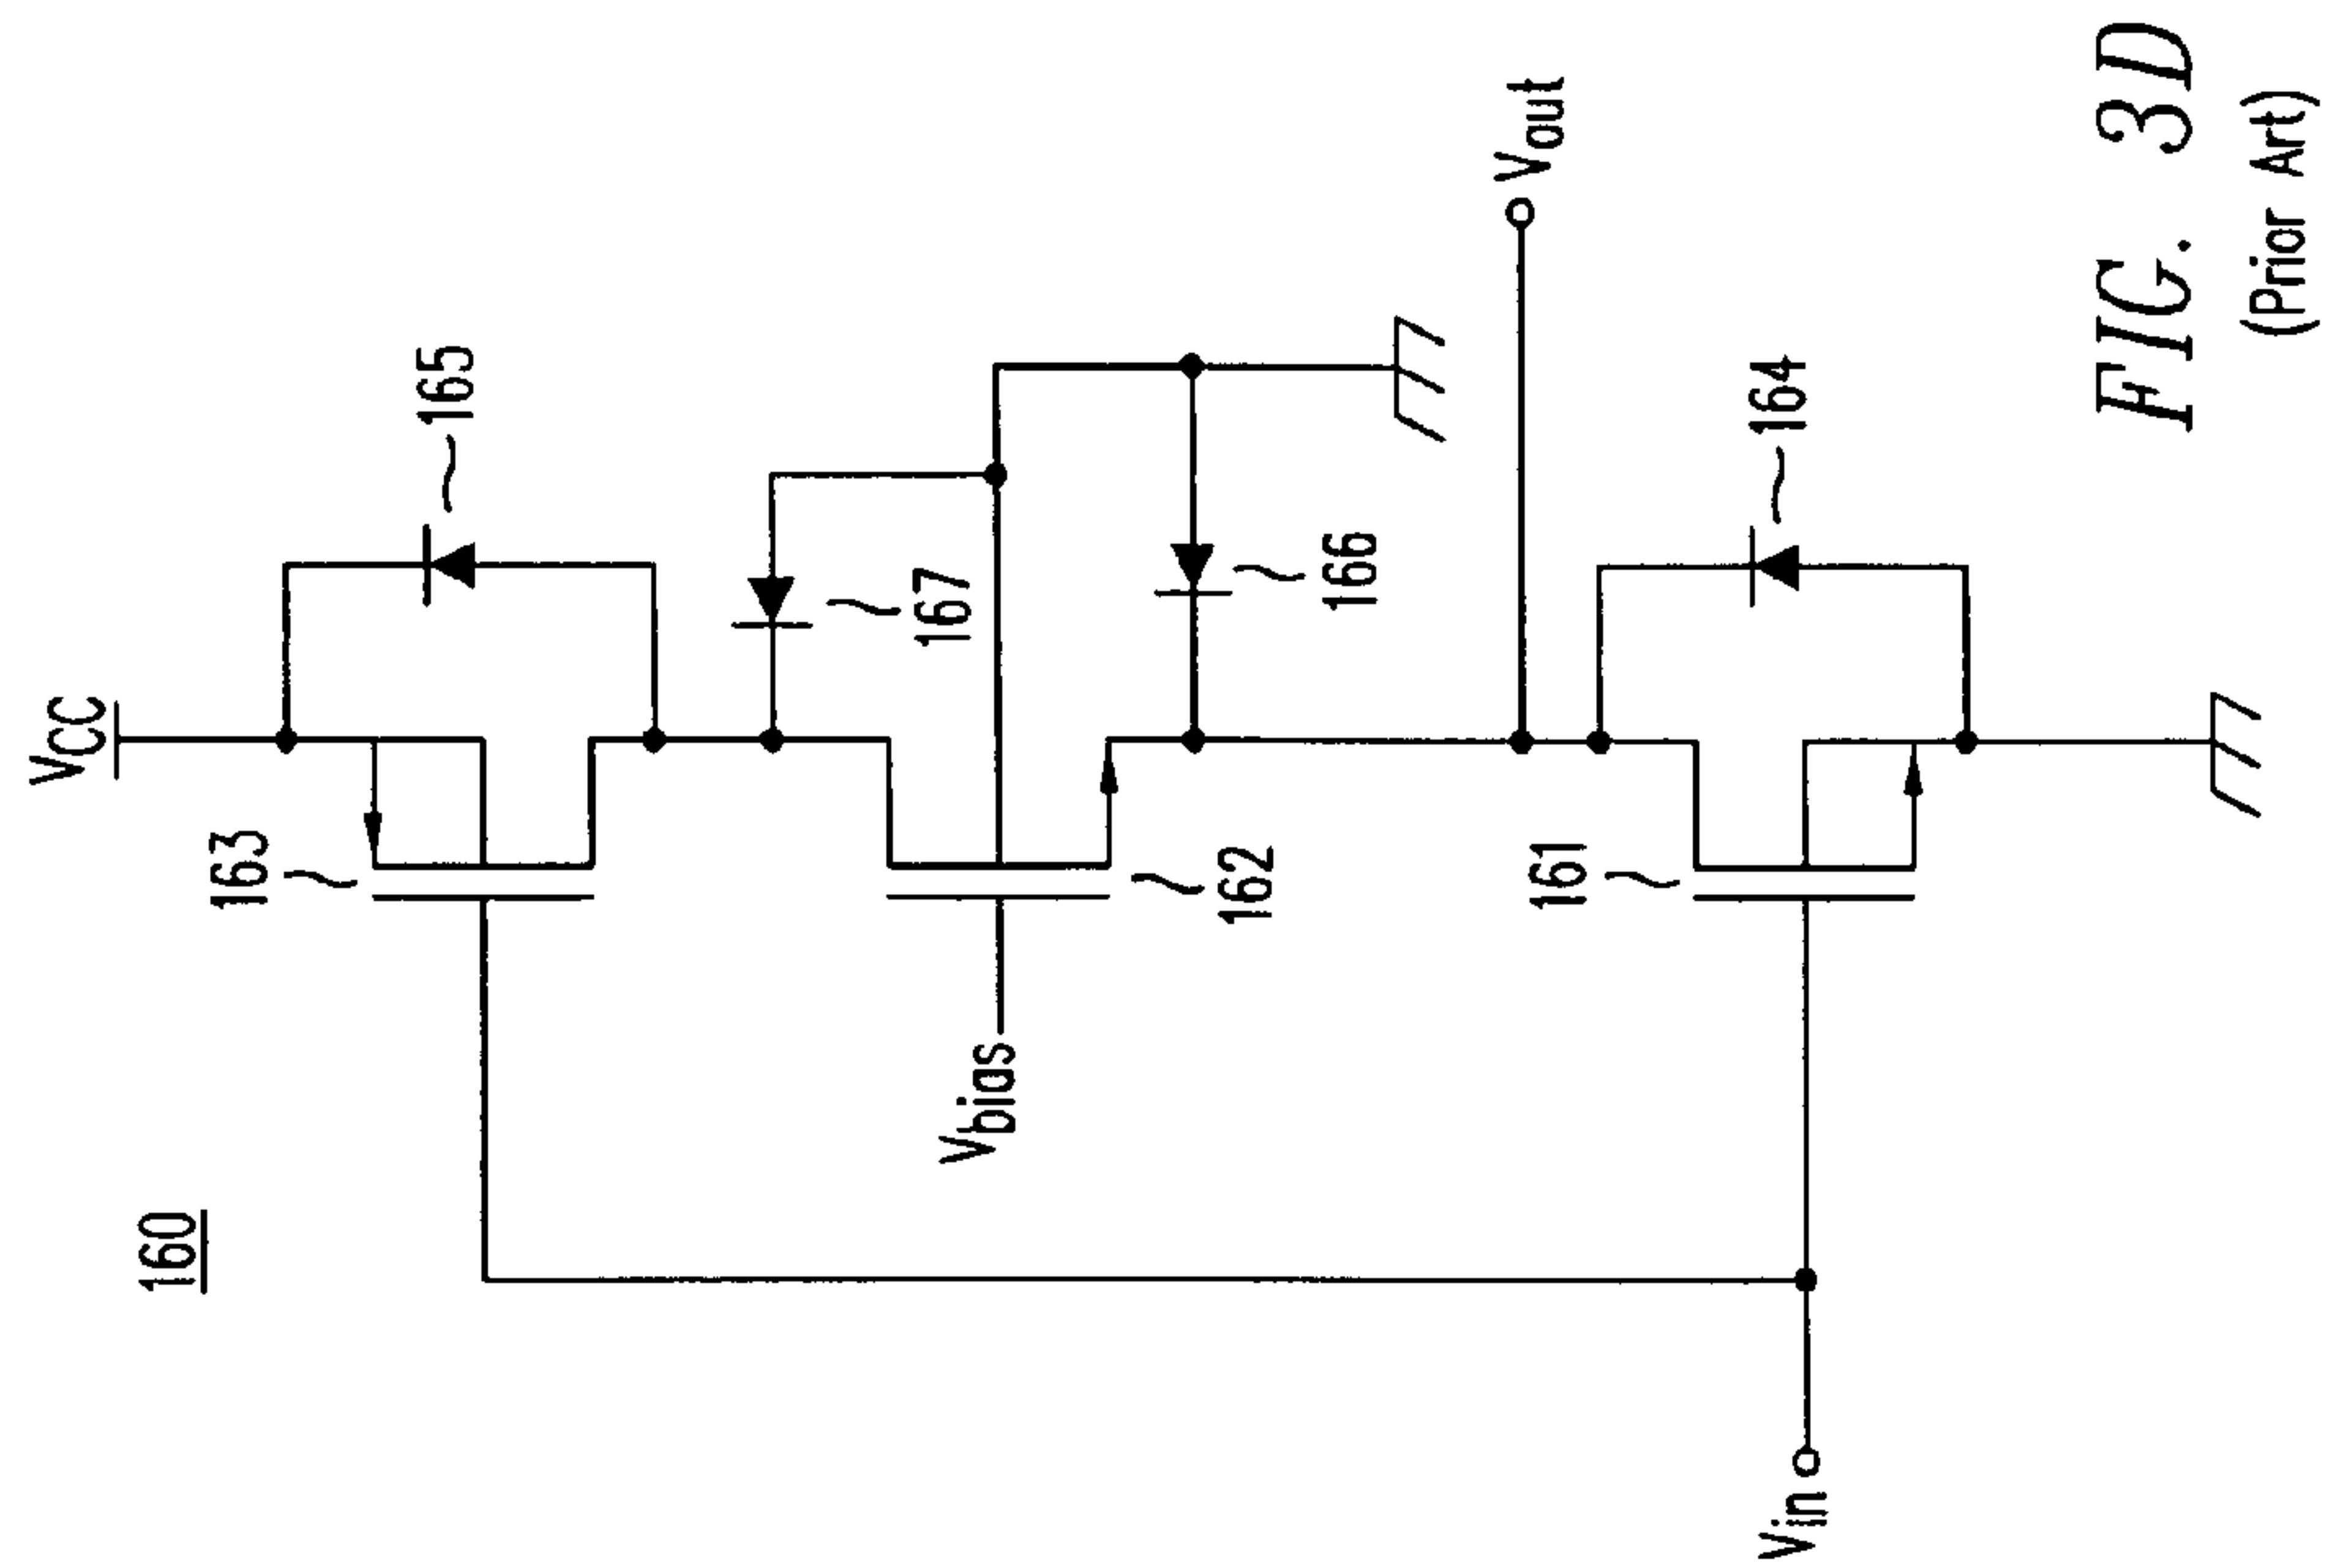 160
VCC
163
165
167
Vbias
162
166
Vout
161
164
Vin
FIG. 3D
(Prior Art)